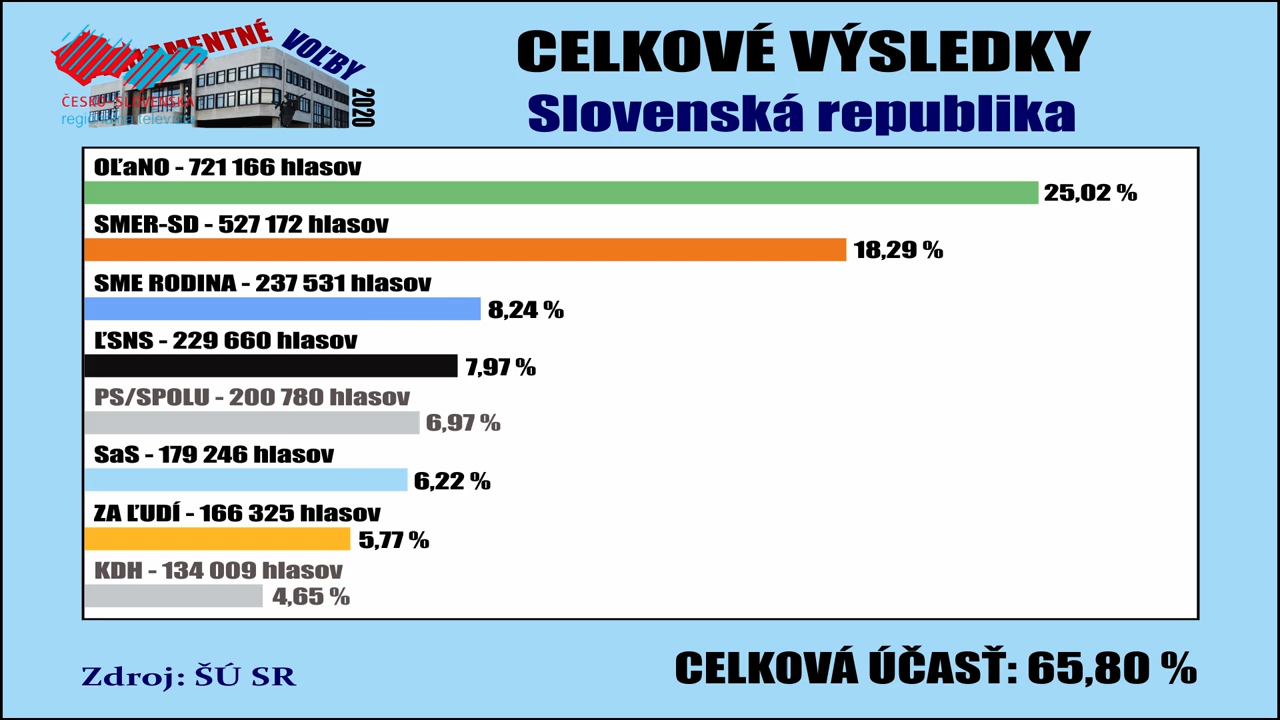 VOĽBY
2020
ČESKO-SLOVENSKÁ
CELKOVÉ VÝSLEDKY
Slovenská republika
OĽaNO - 721 166 hlasov
25,02 %
SMER-SD - 527 172 hlasov
18,29 %
SME RODINA - 237 531 hlasov
8,24 %
ĽSNS - 229 660 hlasov
7,97 %
PS/SPOLU - 200 780 hlasov
6,97 %
SaS - 179 246 hlasov
6,22 %
ZA ĽUDÍ - 166 325 hlasov
5,77 %
KDH - 134 009 hlasov
4,65 %
Zdroj: ŠÚ SR
CELKOVÁ ÚČASŤ: 65,80 %